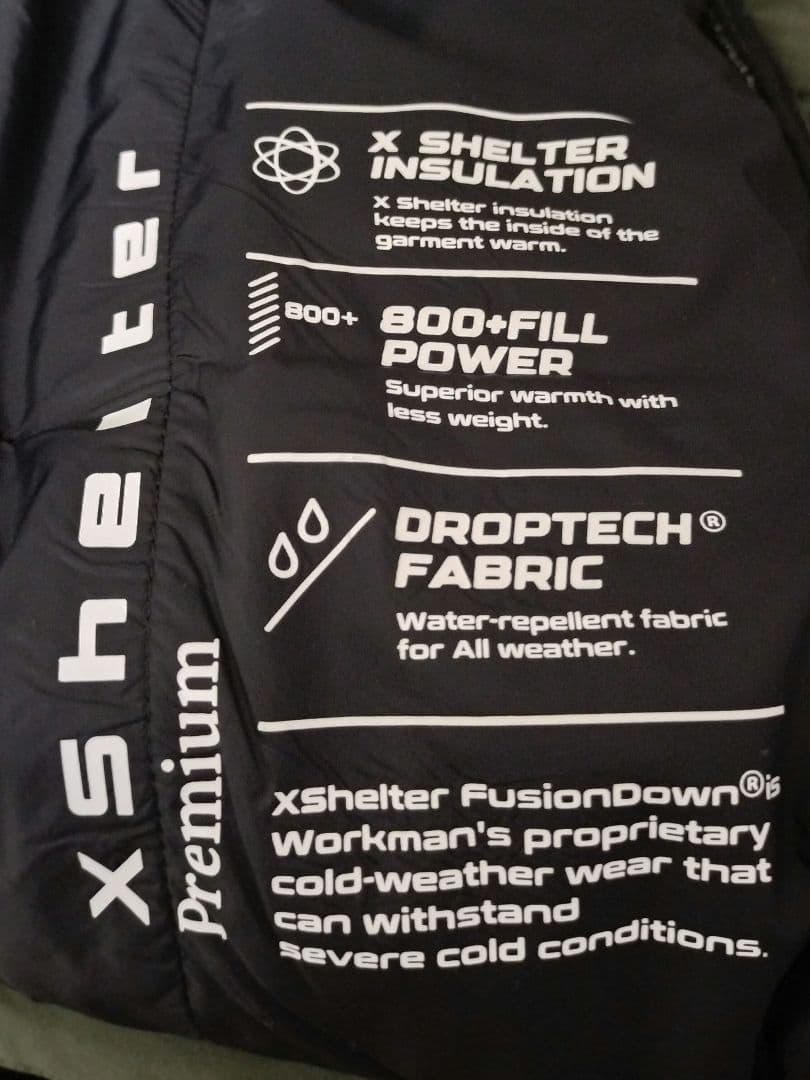 XShelter
Premium
X SHELTER
INSULATION
X Shelter insulation
keeps the inside of the
garment warm.
800+
800+FILL
POWER
Superior warmth with
less weight.
DROPTECH®
FABRIC
Water-repellent fabric
for All weather.
XShelter FusionDown®is
Workman's proprietary
cold-weather wear that
can withstand
severe cold conditions.